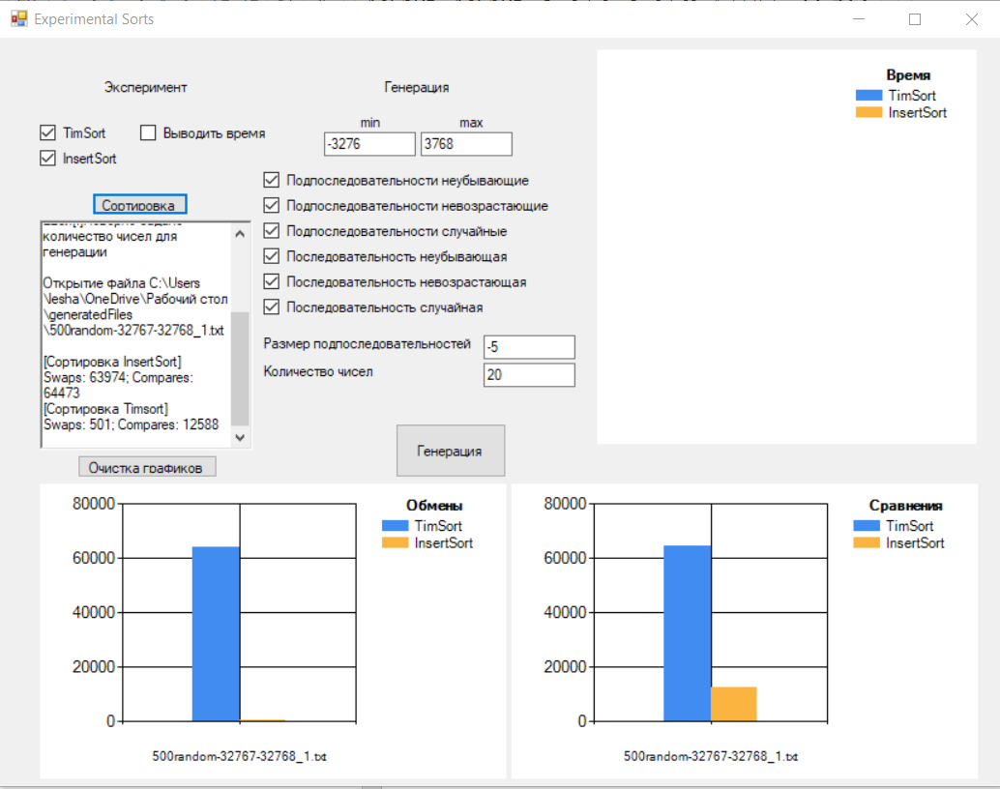 Experimental Sorts
Эксперимент
TimSort
Выводить время
InsertSort
Сортировка
количество чисел для
генерации
Открытие файла C:\Users
\lesha\OneDrive\Рабочий стол
\generatedFiles
\500random-32767-32768_1.txt
[Сортировка InsertSort]
Swaps: 63974; Compares:
64473
[Сортировка Timsort]
Swaps: 501; Compares: 12588
Очистка графиков
Генерация
min
max
-3276
3768
Подпоследовательности неубывающие
Подпоследовательности невозрастающие
Подпоследовательности случайные
Последовательность неубывающая
Последовательность невозрастающая
Последовательность случайная
Размер подпоследовательностей
-5
Количество чисел
20
Генерация
Время
TimSort
InsertSort
80000
60000
40000
20000
0
500random-32767-32768_1.txt
Обмены
TimSort
InsertSort
80000
60000
40000
20000
0
500random-32767-32768_1.txt
Сравнения
TimSort
InsertSort